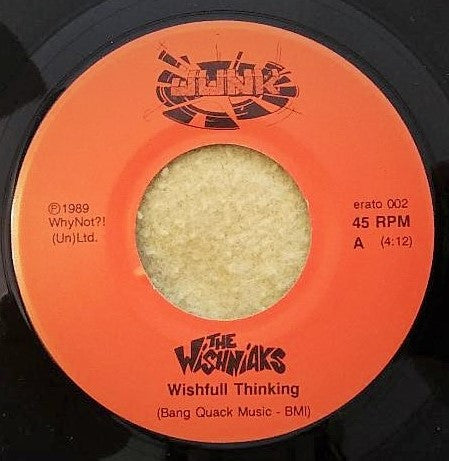 JUNK
℗1989
WhyNot?!
(Un)Ltd.
erato 002
45 RPM
A (4:12)
THE
WiSHNiAKS
Wishfull Thinking
(Bang Quack Music - BMI)